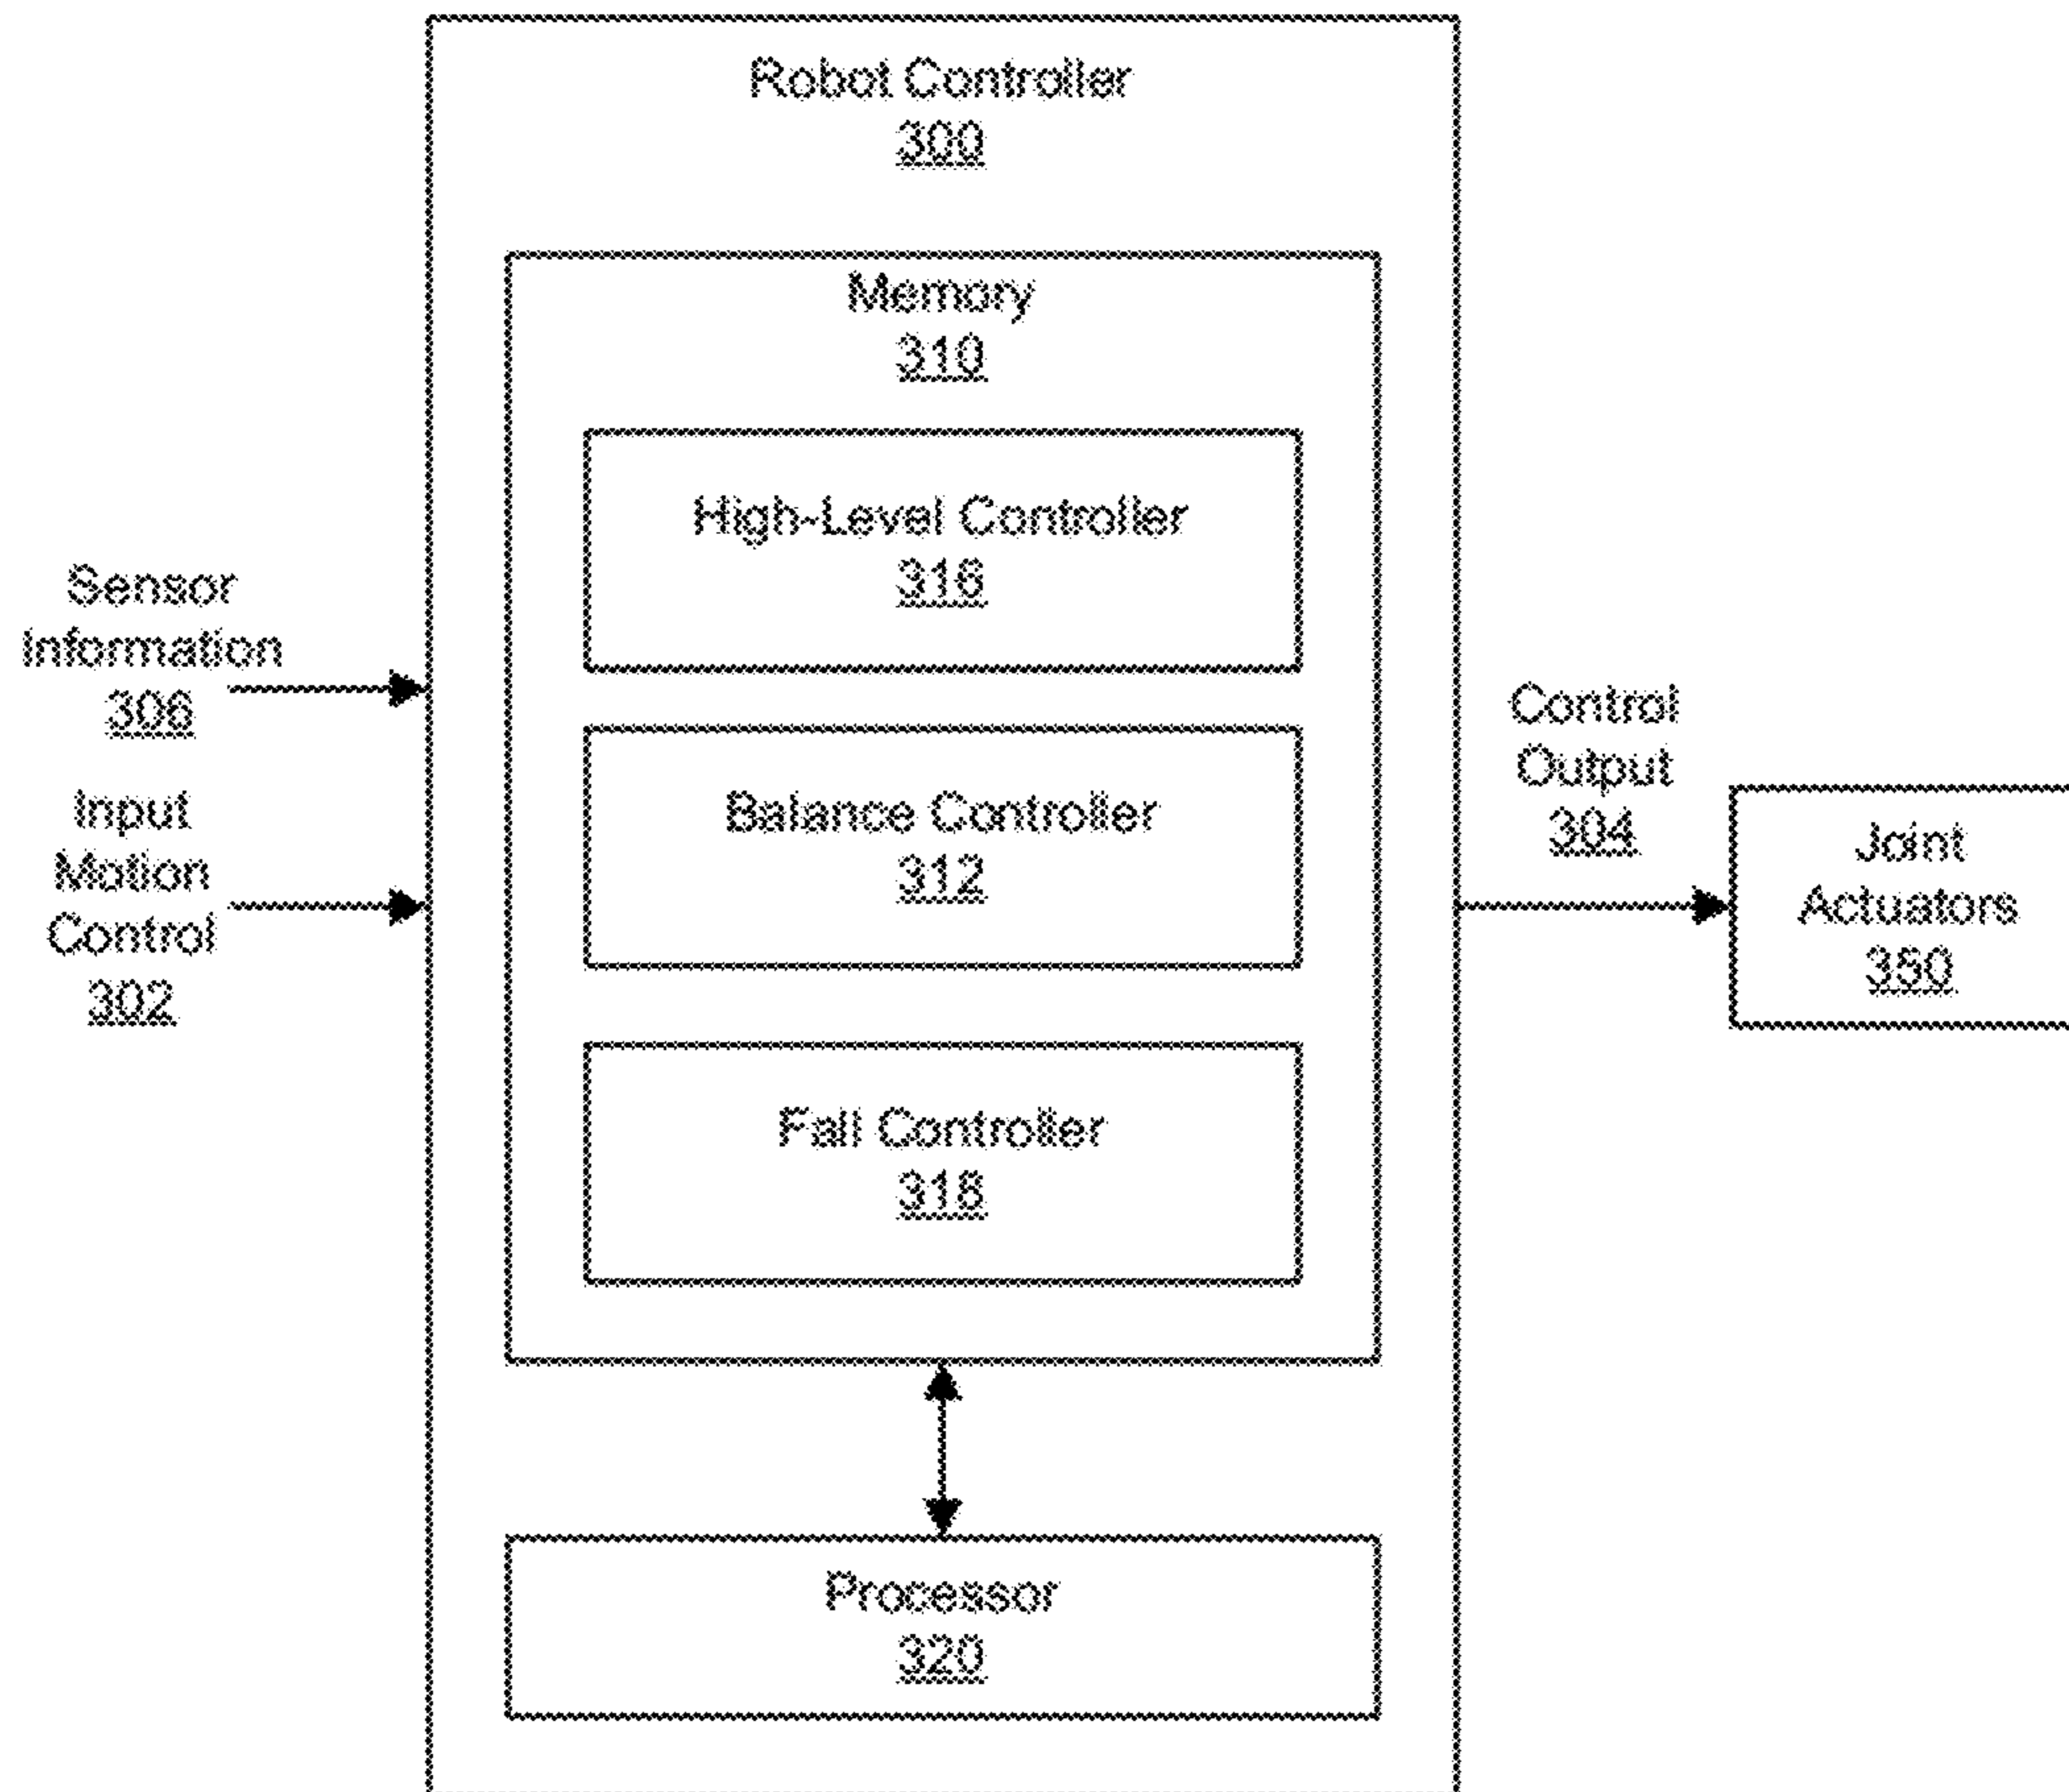 Robot Controller
300
Memory
310
High-Level Controller
316
Sensor
Information
306
Input
Motion
Control
302
Balance Controller
312
Fall Controller
318
Control
Output
304
Joint
Actuators
350
Processor
320